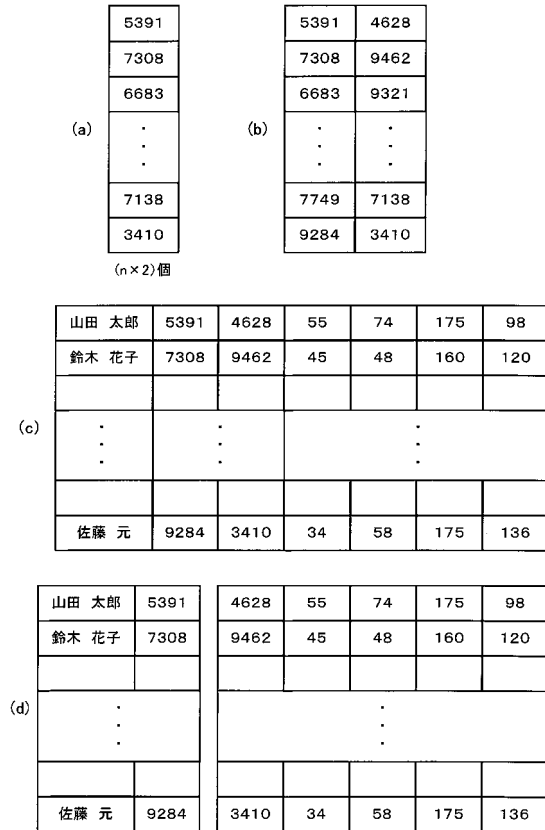 5391
7308
6683
(a)
7138
3410
(n×2)個
5391 4628
7308 9462
6683 9321
(b)
7749 7138
9284 3410
山田 太郎 5391 4628 55 74 175 98
鈴木 花子 7308 9462 45 48 160 120
(c)
佐藤 元 9284 3410 34 58 175 136
山田 太郎 5391 4628 55 74 175 98
鈴木 花子 7308 9462 45 48 160 120
(d)
佐藤 元 9284 3410 34 58 175 136